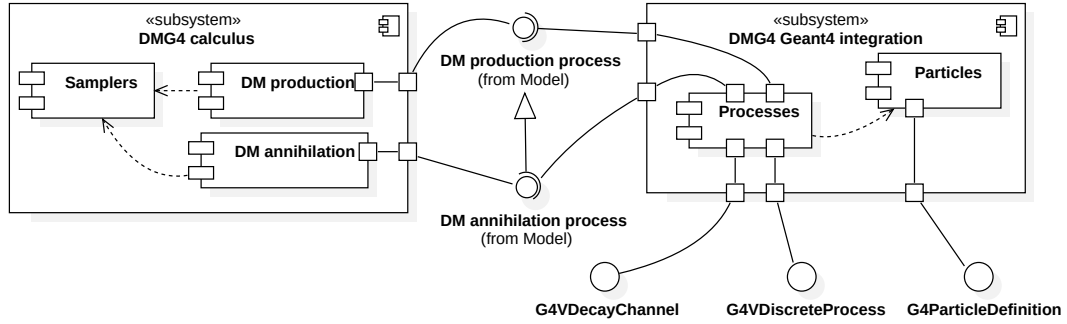 «subsystem»
DMG4 calculus
Samplers
DM production
DM annihilation
DM production process
(from Model)
DM annihilation process
(from Model)
«subsystem»
DMG4 Geant4 integration
Particles
Processes
G4VDecayChannel
G4VDiscreteProcess
G4ParticleDefinition